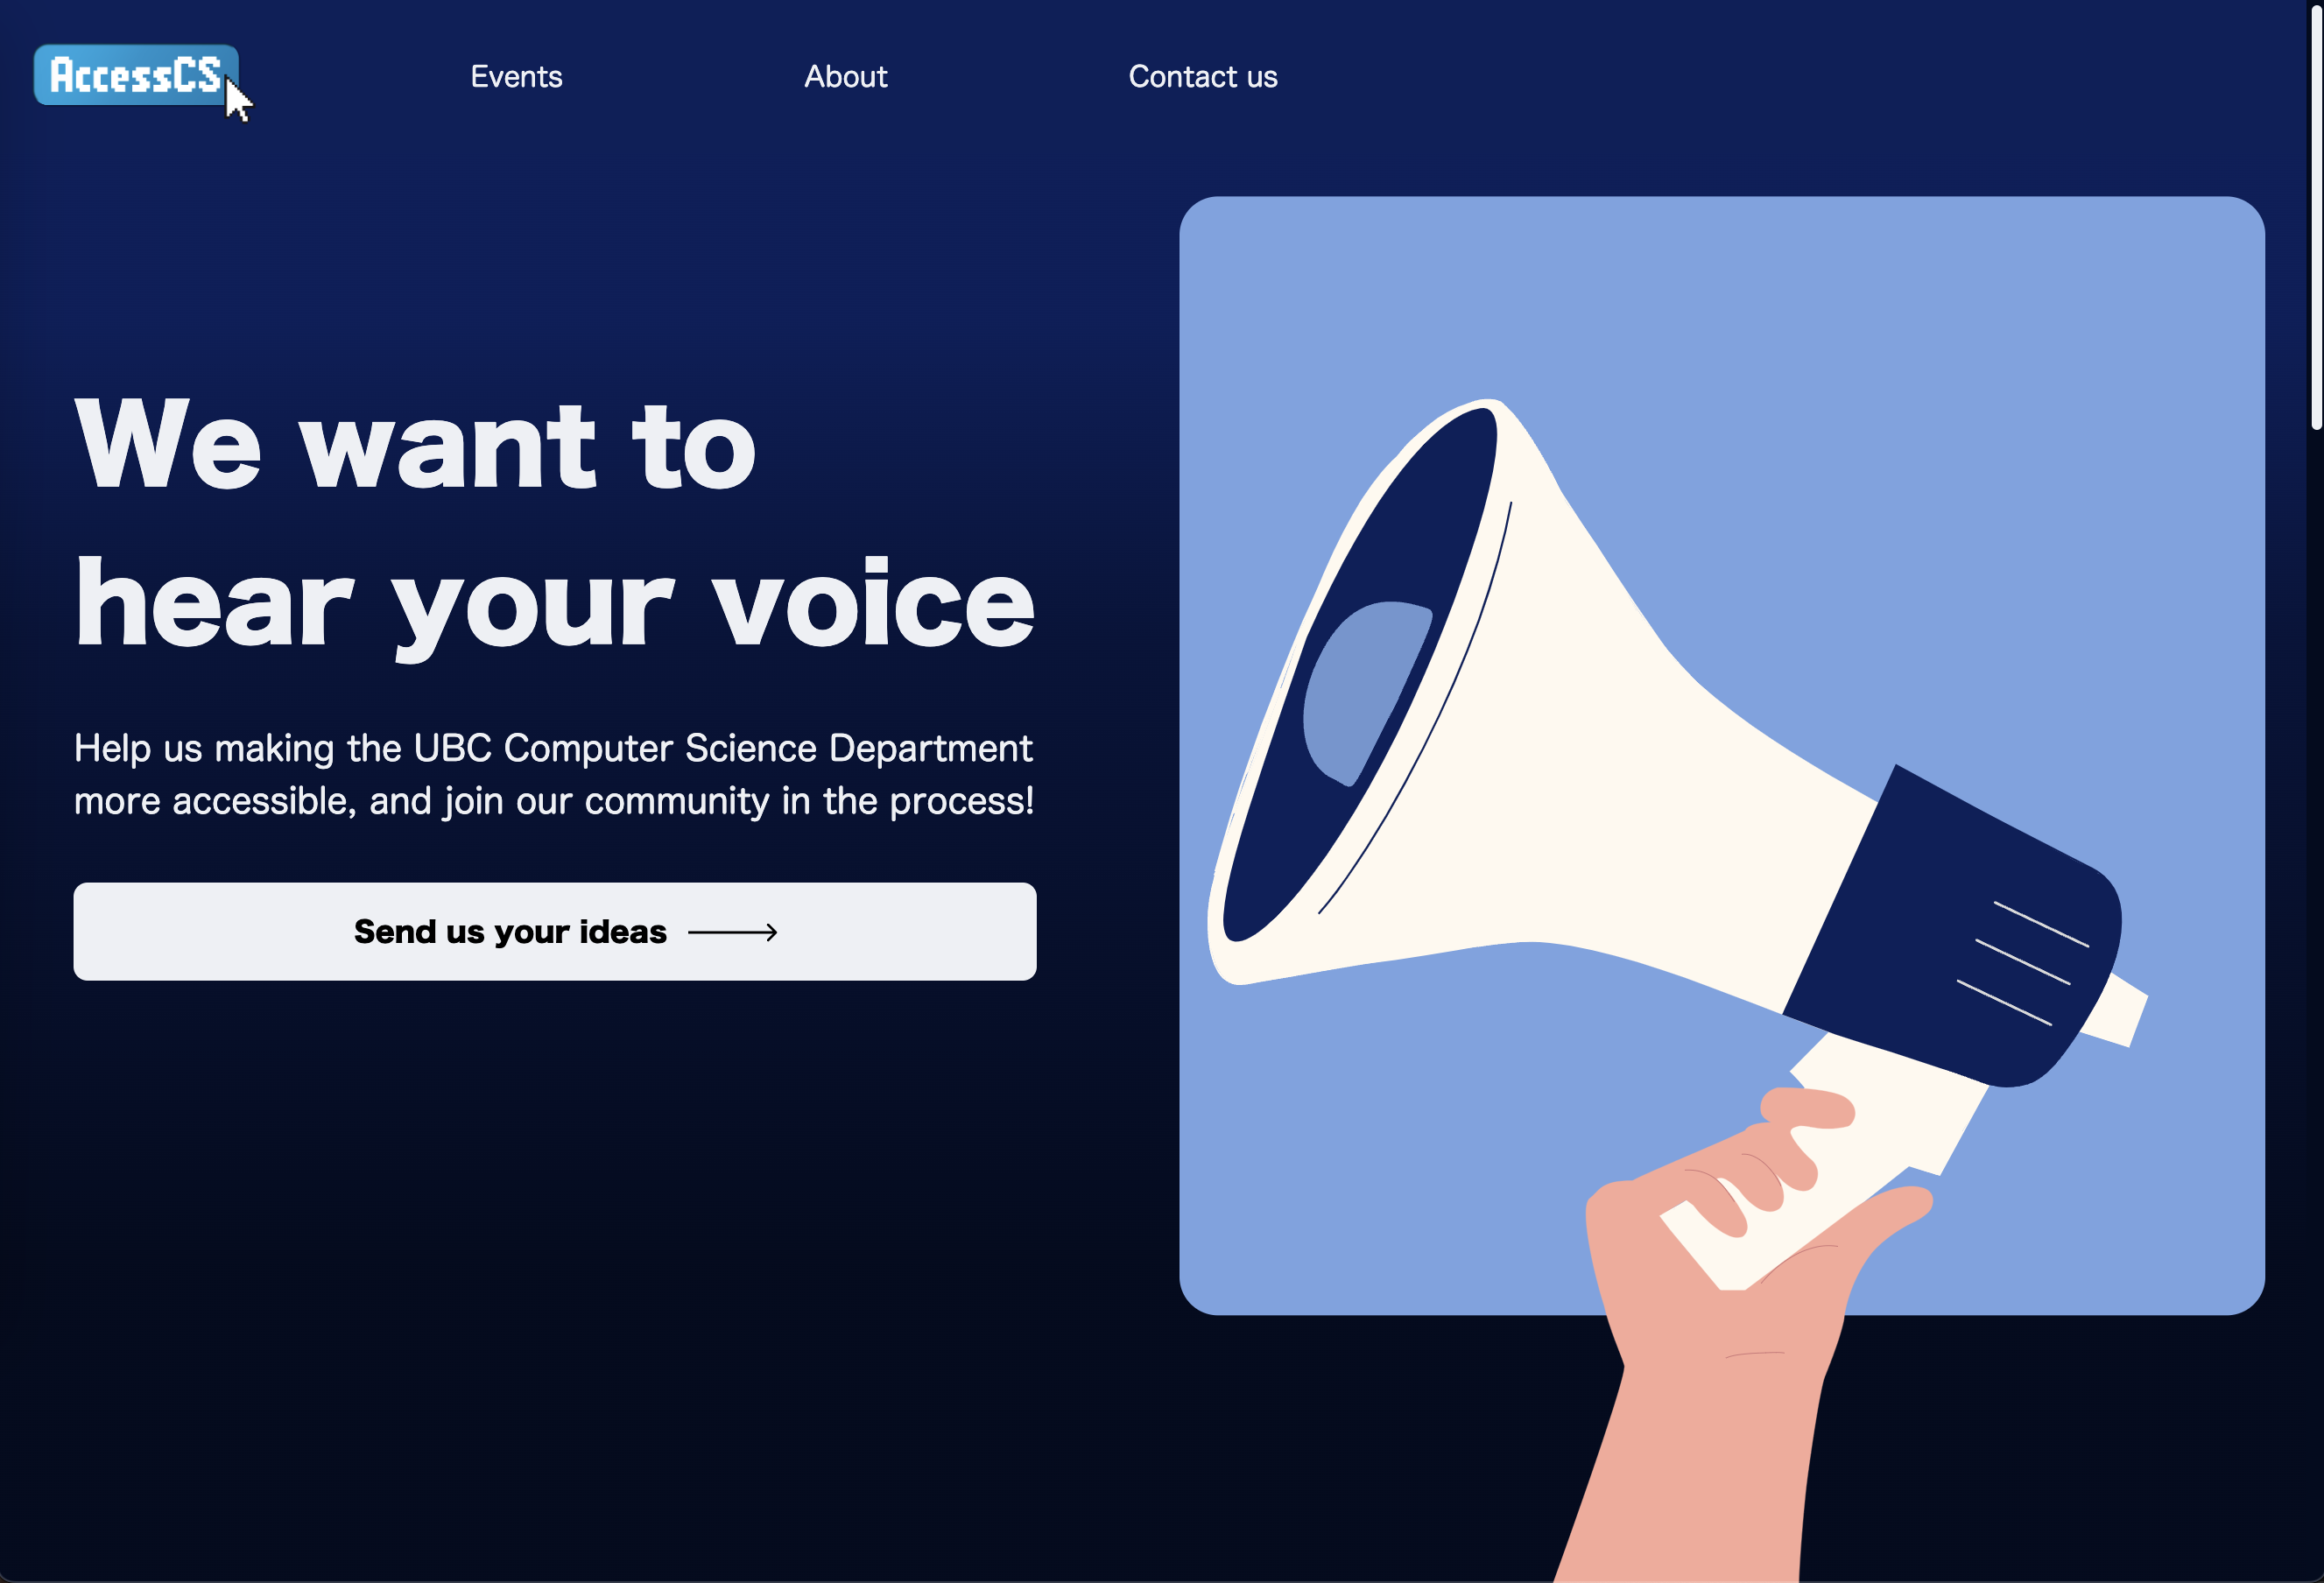 AccessCS
Events
About
Contact us
We want to
hear your voice
Help us making the UBC Computer Science Department
more accessible, and join our community in the process!
Send us your ideas